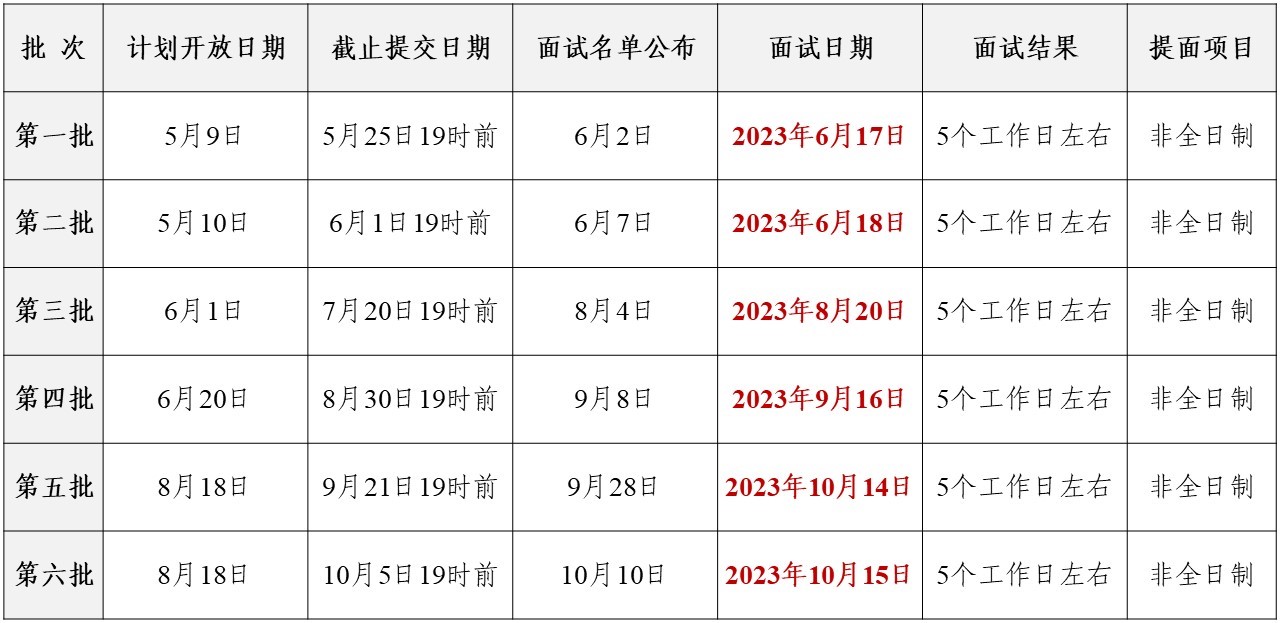 批 次 计划开放日期 截止提交日期 面试名单公布 面试日期 面试结果 提面项目
第一批 5月9日 5月25日19时前 6月2日 2023年6月17日 5个工作日左右 非全日制
第二批 5月10日 6月1日19时前 6月7日 2023年6月18日 5个工作日左右 非全日制
第三批 6月1日 7月20日19时前 8月4日 2023年8月20日 5个工作日左右 非全日制
第四批 6月20日 8月30日19时前 9月8日 2023年9月16日 5个工作日左右 非全日制
第五批 8月18日 9月21日19时前 9月28日 2023年10月14日 5个工作日左右 非全日制
第六批 8月18日 10月5日19时前 10月10日 2023年10月15日 5个工作日左右 非全日制